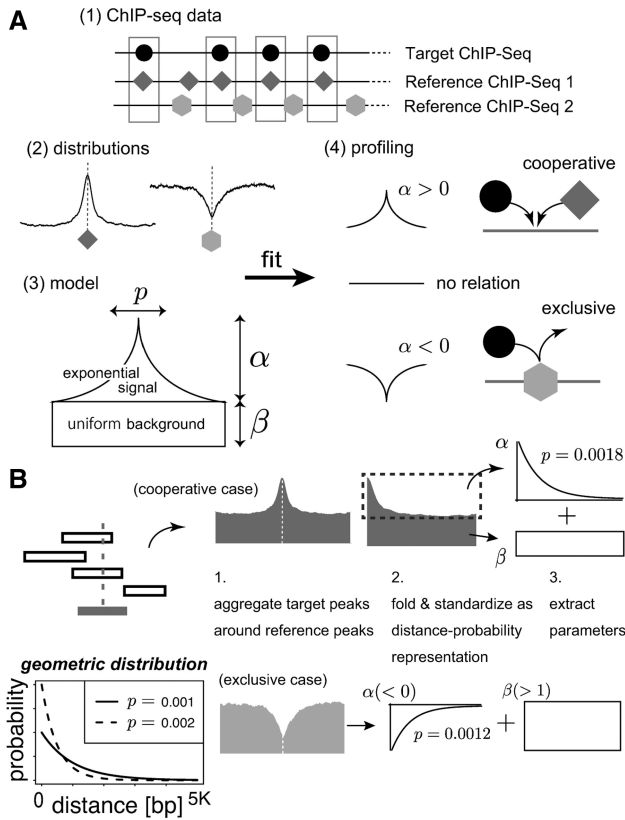 A
(1) ChIP-seq data
Target ChIP-Seq
Reference ChIP-Seq 1
Reference ChIP-Seq 2
(2) distributions
(4) profiling
α > 0
cooperative
fit
(3) model
p
no relation
exclusive
α < 0
exponential
signal
α
uniform background
β
B
(cooperative case)
α
p = 0.0018
+
β
1.
aggregate target peaks
around reference peaks
2.
fold & standardize as
distance-probability
representation
3.
extract
parameters
geometric distribution
probability
p = 0.001
p = 0.002
0
distance [bp]
5K
(exclusive case)
α(< 0)
p = 0.0012
+
β(> 1)